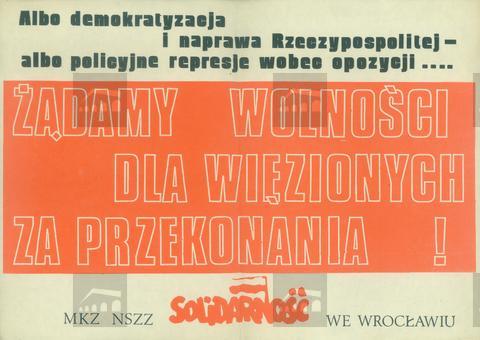 Albo demokratyzacja
i naprawa Rzeczypospolitej –
albo policyjne represje wobec opozycji ....
ŻĄDAMY WOLNOŚCI
DLA WIĘZIONYCH
ZA PRZEKONANIA !
MKZ NSZZ SOLIDARNOŚĆ WE WROCŁAWIU